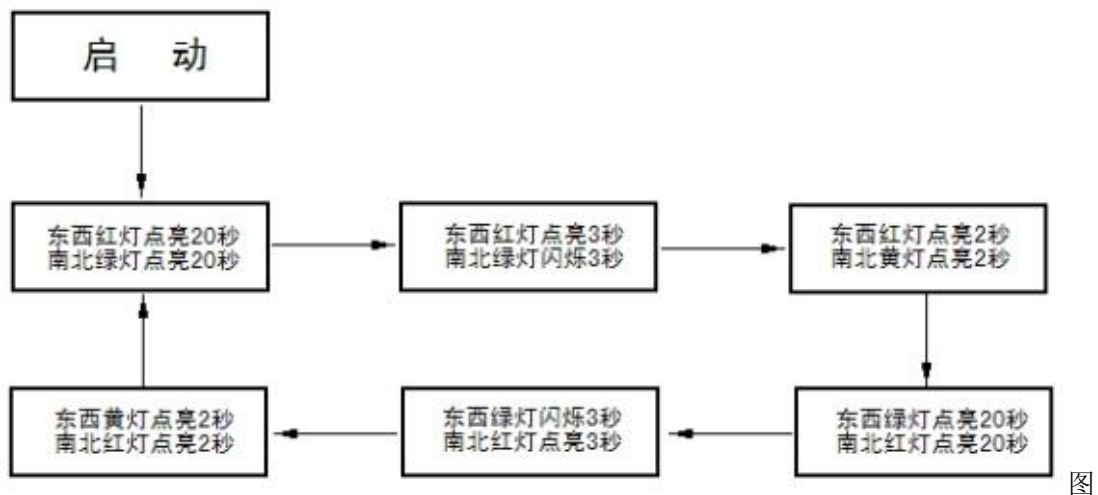 启 动
东西红灯点亮20秒
南北绿灯点亮20秒
东西红灯点亮3秒
南北绿灯闪烁3秒
东西红灯点亮2秒
南北黄灯点亮2秒
东西黄灯点亮2秒
南北红灯点亮2秒
东西绿灯闪烁3秒
南北红灯点亮3秒
东西绿灯点亮20秒
南北红灯点亮20秒
图